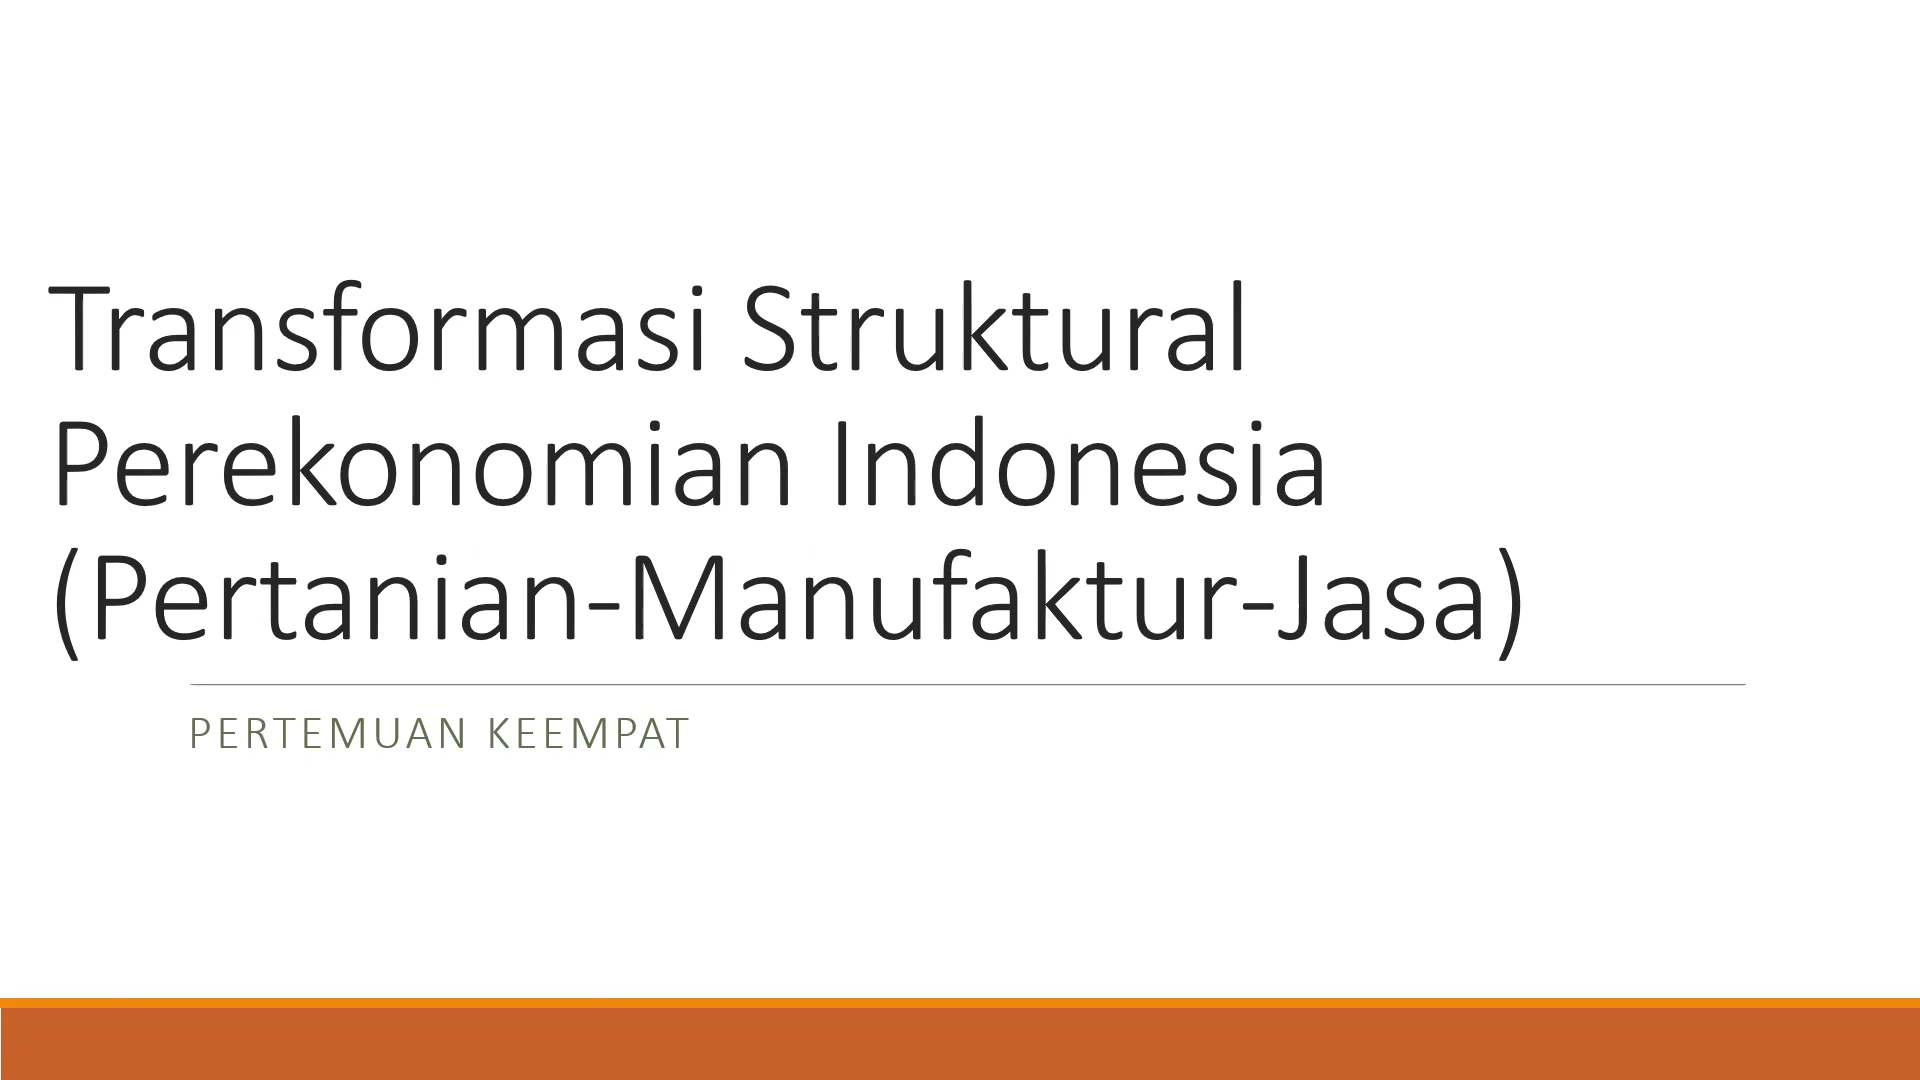 Transformasi Struktural
Perekonomian Indonesia
(Pertanian-Manufaktur-Jasa)
PERTEMUAN KEEMPAT